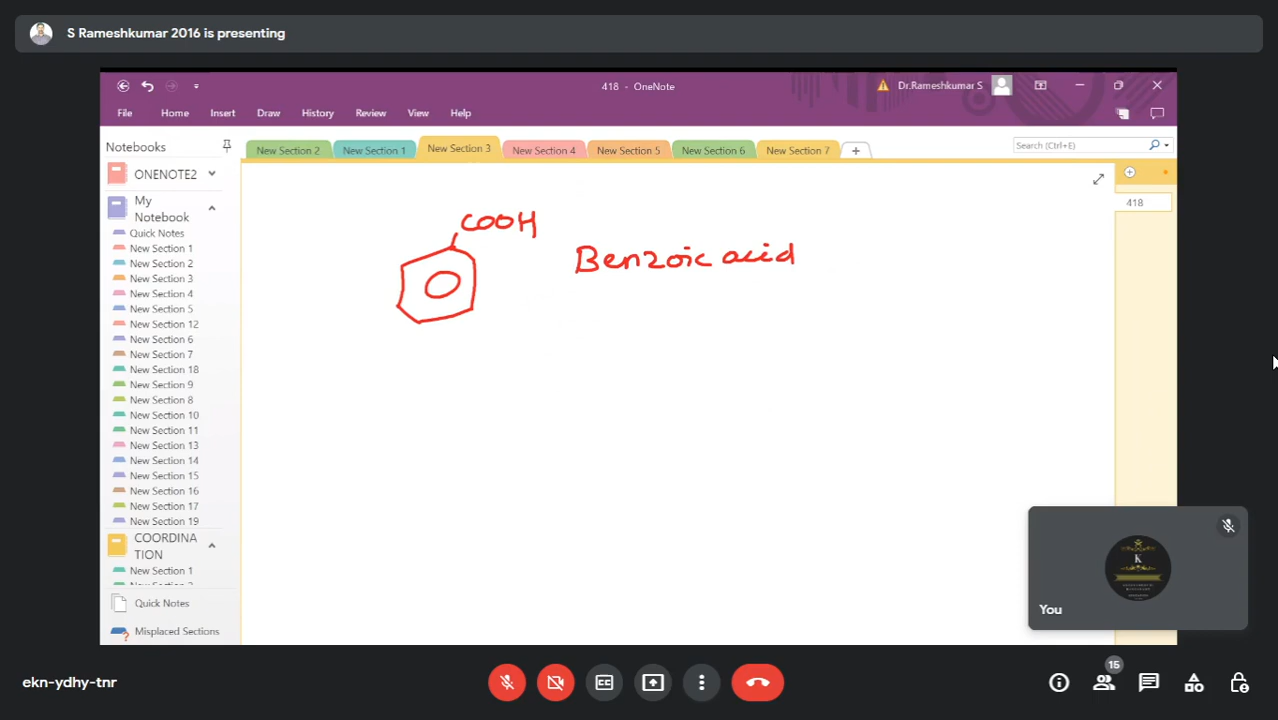 S Rameshkumar 2016 is presenting
418 - OneNote
Dr.Rameshkumar S
File Home Insert Draw History Review View Help
Notebooks
New Section 2 New Section 1 New Section 3 New Section 4 New Section 5 New Section 6 New Section 7
Search (Ctrl+E)
ONENOTE2
My
Notebook
Quick Notes
New Section 1
New Section 2
New Section 3
New Section 4
New Section 5
New Section 12
New Section 6
New Section 7
New Section 18
New Section 9
New Section 8
New Section 10
New Section 11
New Section 13
New Section 14
New Section 15
New Section 16
New Section 17
New Section 19
COORDINA
TION
New Section 1
Quick Notes
Misplaced Sections
COOH
Benzoic acid
418
K
You
ekn-ydhy-tnr
CC
15